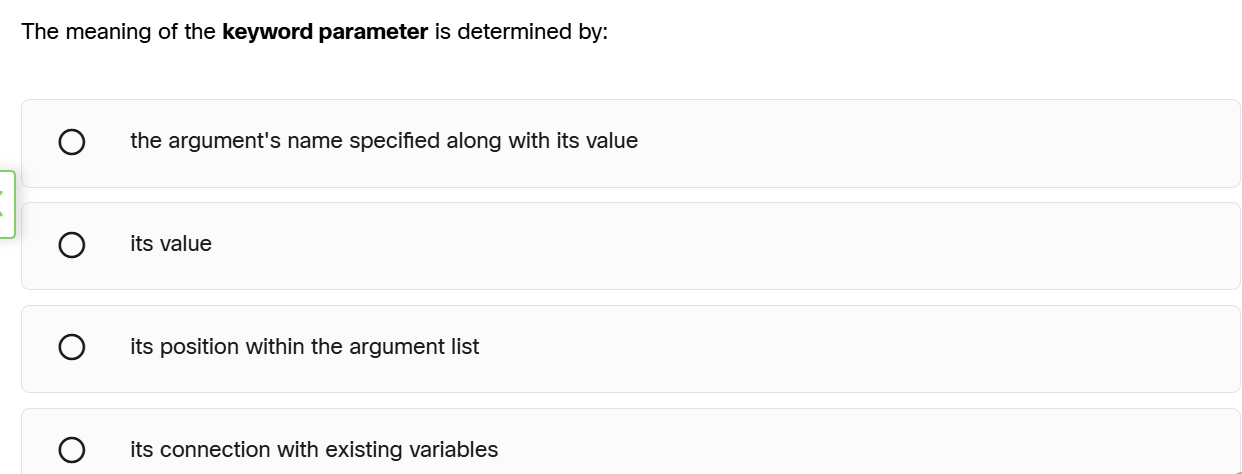 The meaning of the keyword parameter is determined by:
the argument's name specified along with its value
its value
its position within the argument list
its connection with existing variables